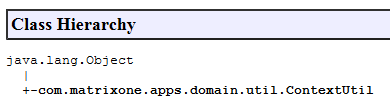 Class Hierarchy
java.lang.Object
|
+-com.matrixone.apps.domain.util.ContextUtil